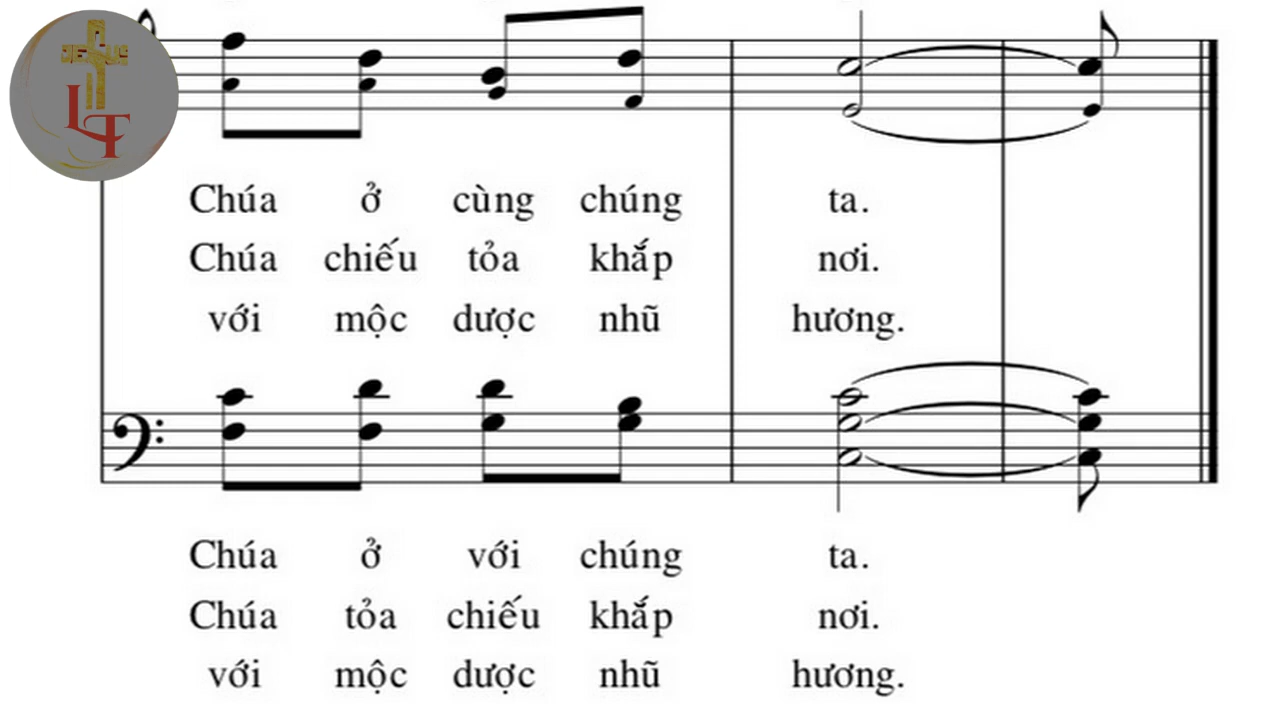 JESUS
LT
Chúa ở cùng chúng ta.
Chúa chiếu tỏa khắp nơi.
với mộc dược nhũ hương.
Chúa ở với chúng ta.
Chúa tỏa chiếu khắp nơi.
với mộc dược nhũ hương.